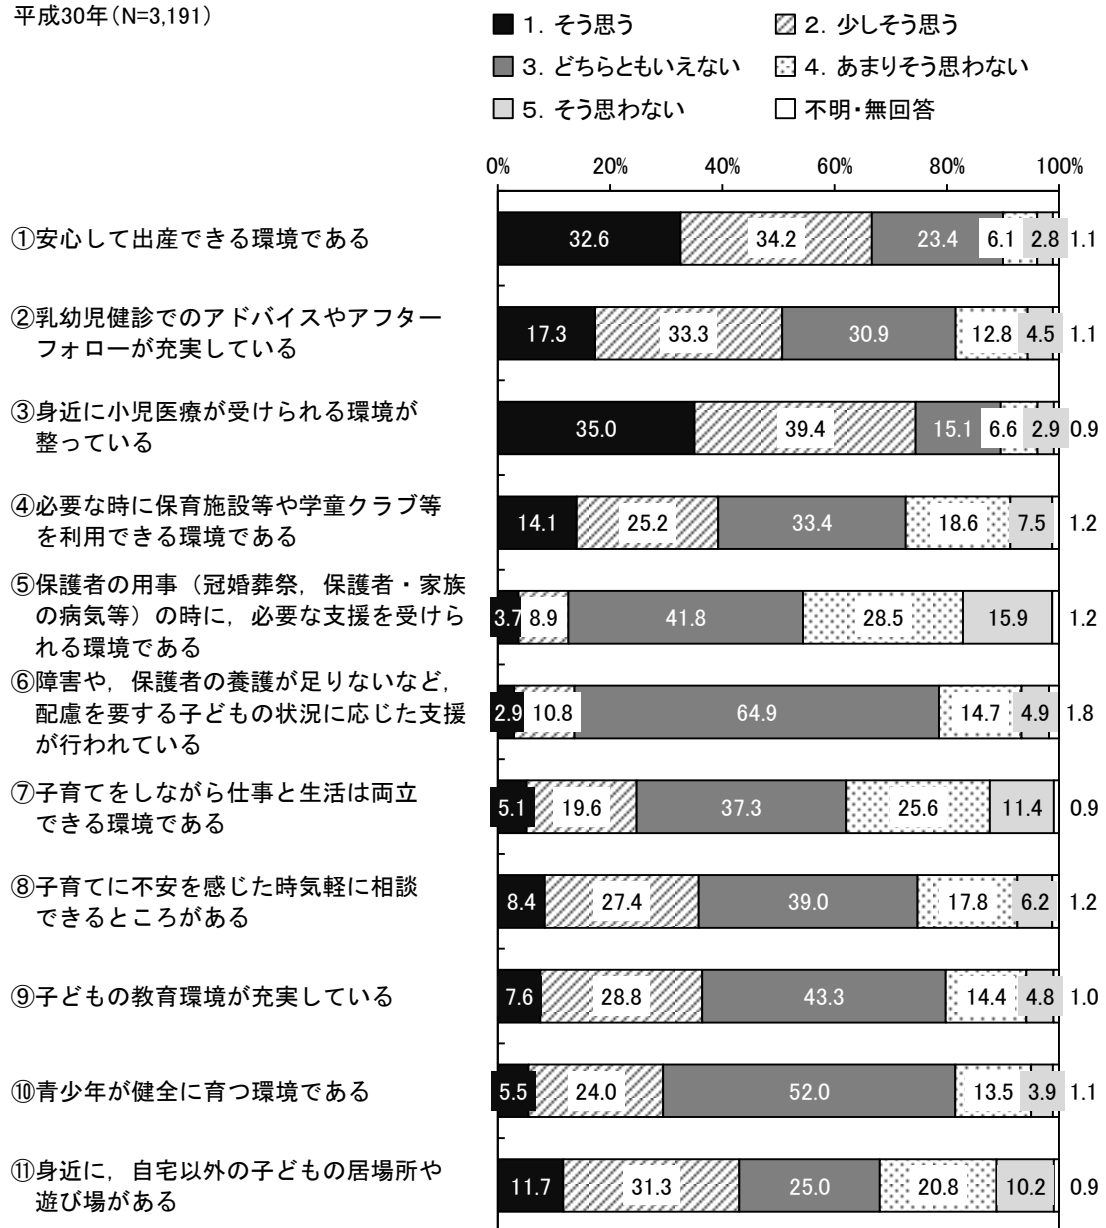 平成30年(N=3,191)
■ 1．そう思う
2．少しそう思う
3．どちらともいえない
4．あまりそう思わない
5．そう思わない
不明・無回答
0% 20% 40% 60% 80% 100%
①安心して出産できる環境である
32.6 34.2 23.4 6.1 2.8 1.1
②乳幼児健診でのアドバイスやアフター
フォローが充実している
17.3 33.3 30.9 12.8 4.5 1.1
③身近に小児医療が受けられる環境が
整っている
35.0 39.4 15.1 6.6 2.9 0.9
④必要な時に保育施設等や学童クラブ等
を利用できる環境である
14.1 25.2 33.4 18.6 7.5 1.2
⑤保護者の用事（冠婚葬祭，保護者・家族
の病気等）の時に，必要な支援を受けら
れる環境である
3.7 8.9 41.8 28.5 15.9 1.2
⑥障害や，保護者の養護が足りないなど，
配慮を要する子どもの状況に応じた支援
が行われている
2.9 10.8 64.9 14.7 4.9 1.8
⑦子育てをしながら仕事と生活は両立
できる環境である
5.1 19.6 37.3 25.6 11.4 0.9
⑧子育てに不安を感じた時気軽に相談
できるところがある
8.4 27.4 39.0 17.8 6.2 1.2
⑨子どもの教育環境が充実している
7.6 28.8 43.3 14.4 4.8 1.0
⑩青少年が健全に育つ環境である
5.5 24.0 52.0 13.5 3.9 1.1
⑪身近に，自宅以外の子どもの居場所や
遊び場がある
11.7 31.3 25.0 20.8 10.2 0.9